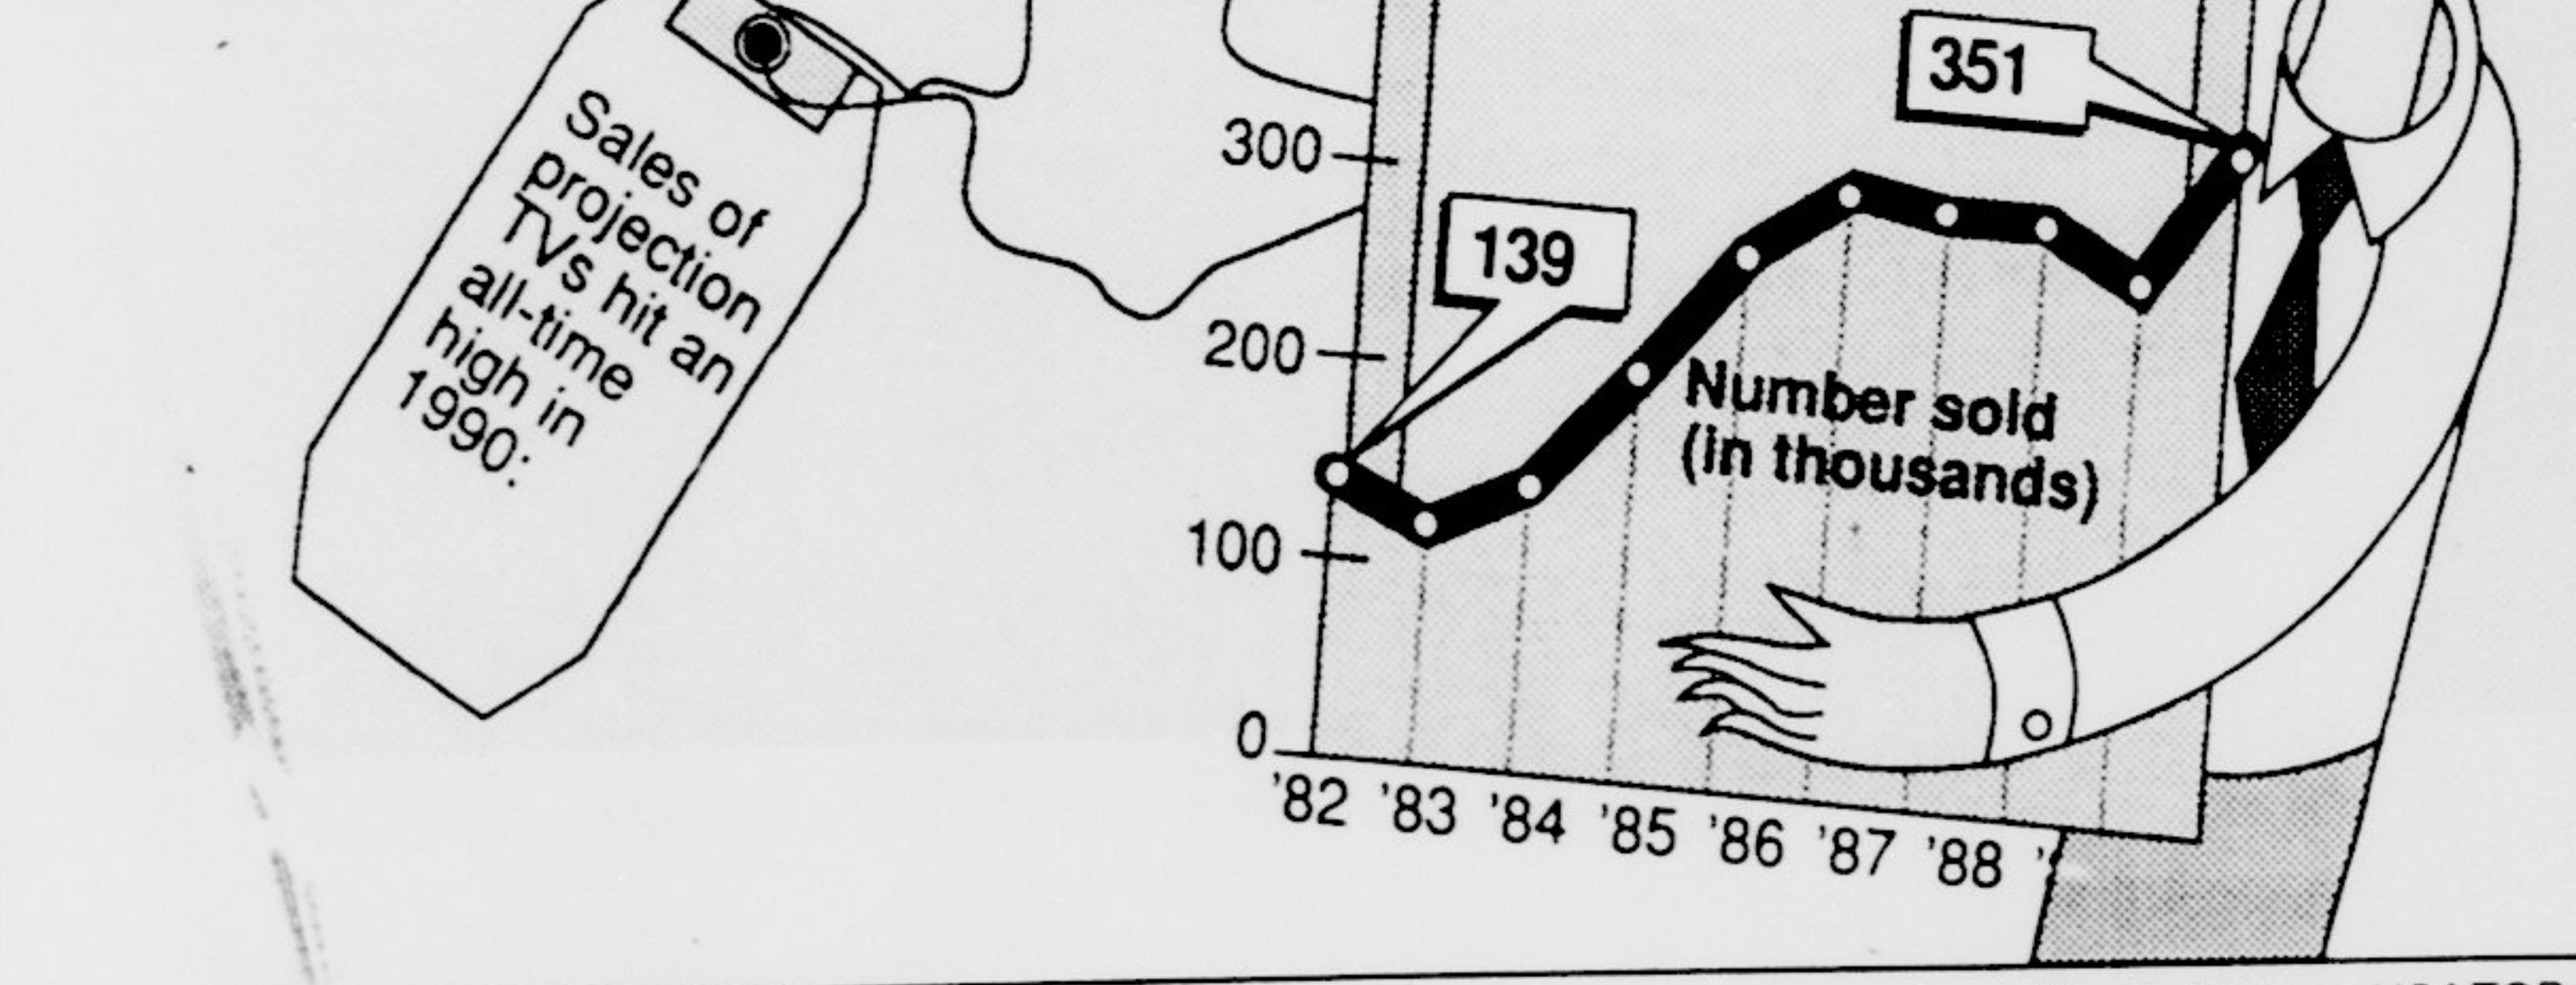 Sales of
projection
TVs hit an
all-time
high in
1990:
351
300
139
200
Number sold
(in thousands)
100
0
'82 '83 '84 '85 '86 '87 '88